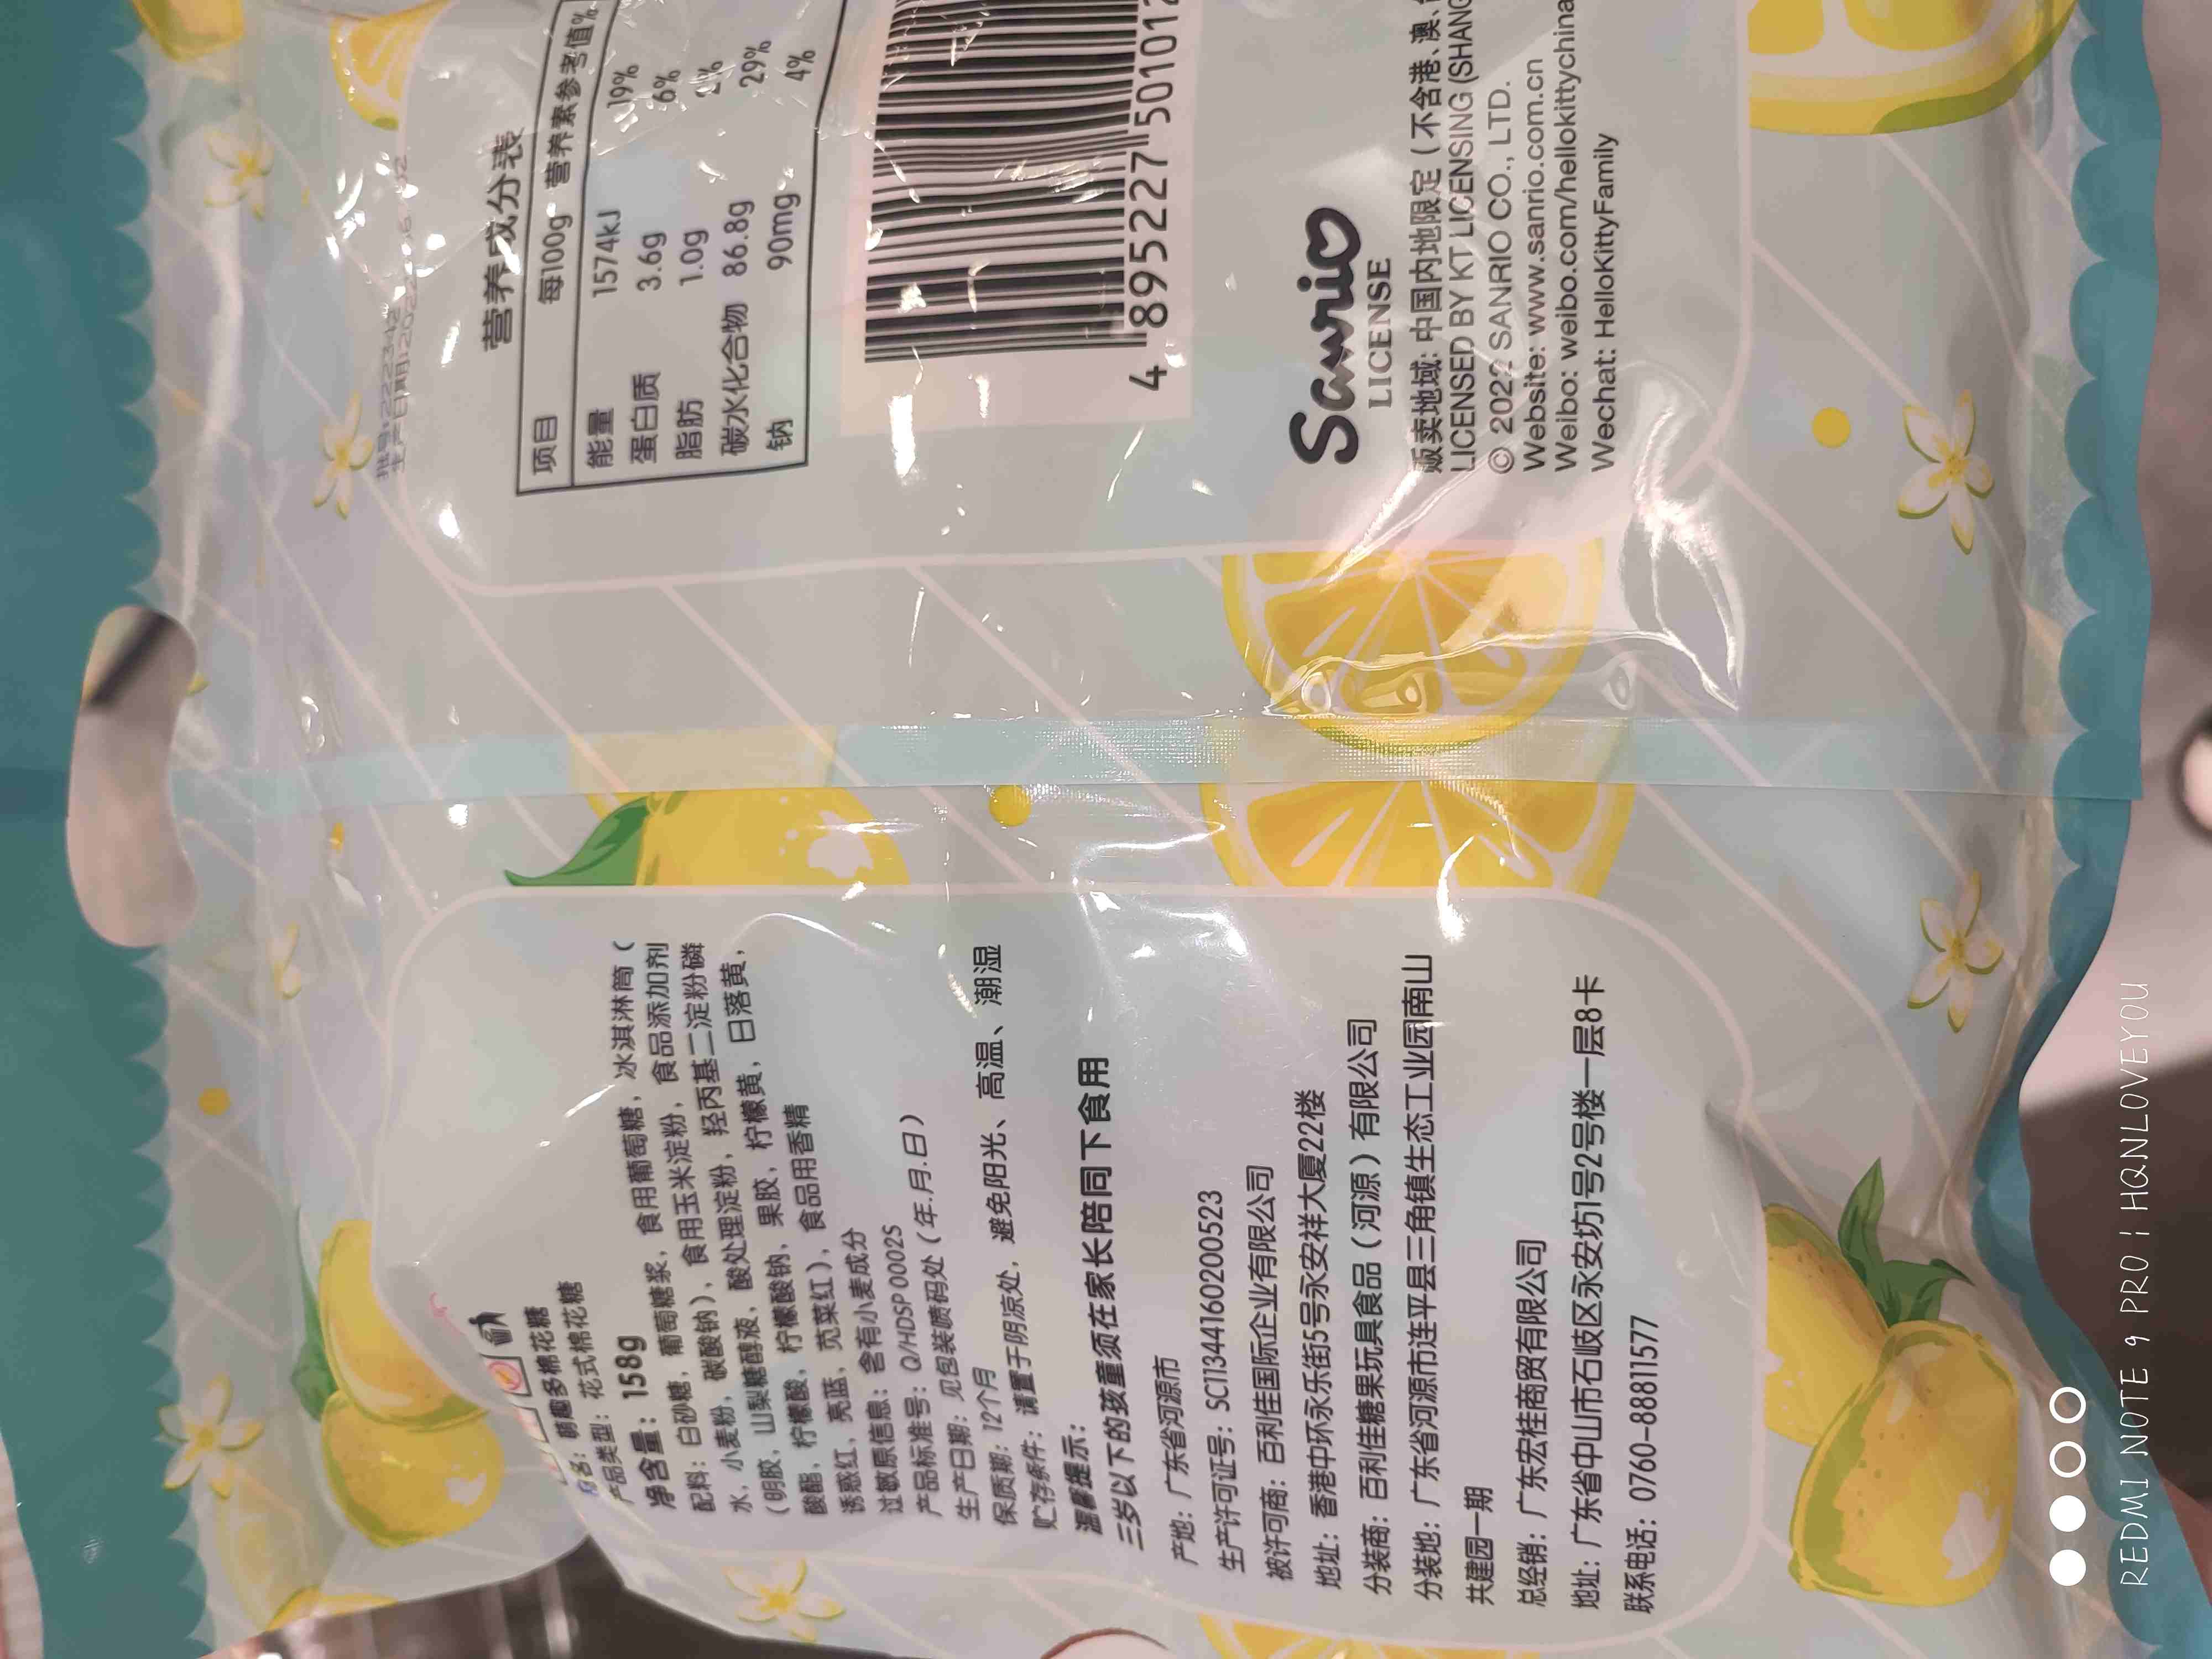 品名：萌趣多棉花糖
产品类型：花式棉花糖
净含量：158g
配料：白砂糖，葡萄糖浆，食用葡萄糖，冰淇淋筒（
水，小麦粉，碳酸钠），食用玉米淀粉，食品添加剂
（明胶，山梨糖醇液，酸处理淀粉，羟丙基二淀粉磷
酸酯，柠檬酸，柠檬酸钠，果胶，柠檬黄，日落黄，
诱惑红，亮蓝，苋菜红），食品用香精
过敏原信息：含有小麦成分
产品标准号：Q/HDSP 0002S
生产日期：见包装喷码处（年.月.日）
保质期：12个月
贮存条件：请置于阴凉处，避免阳光、高温、潮湿
温馨提示：
三岁以下的孩童须在家长陪同下食用
产地：广东省河源市
生产许可证号：SC11344160200523
被许可商：百利佳国际企业有限公司
地址：香港中环永乐街5号永安祥大厦22楼
分装商：百利佳糖果玩具食品（河源）有限公司
分装地：广东省河源市连平县三角镇生态工业园南山
共建园一期
总经销：广东宏桂商贸有限公司
地址：广东省中山市石岐区永安坊1号2号楼一层8卡
联系电话：0760-88811577
批号:
生产日期:
营养成分表
项目 每100g 营养素参考值%
能量 1574kJ 19%
蛋白质 3.6g 6%
脂肪 1.0g
碳水化合物 86.8g 29%
钠 90mg 4%
4 895227 501012
Sanrio
LICENSE
贩卖地域: 中国内地限定（不含港、澳、
LICENSED BY KT LICENSING (SHANG
© 2022 SANRIO CO., LTD.
Website: www.sanrio.com.cn
Weibo: weibo.com/hellokittychina
Wechat: HelloKittyFamily
REDMI NOTE 9 PRO | HQNLOVEYOU